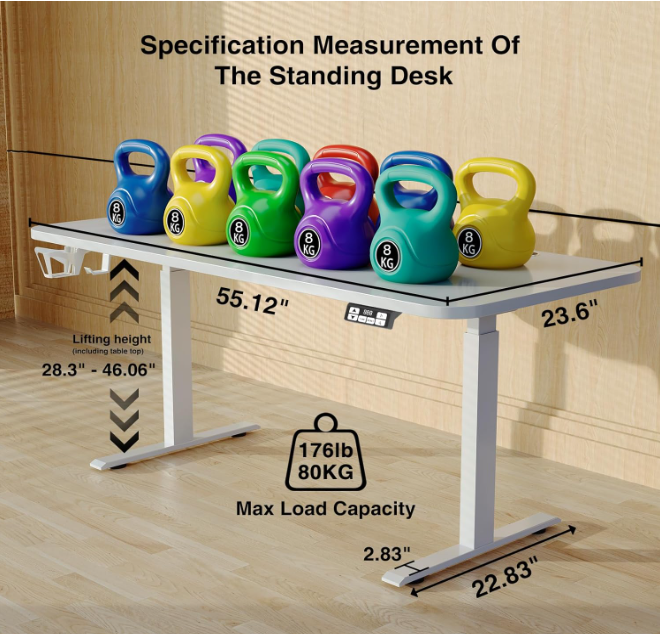 Specification Measurement Of
The Standing Desk
8
KG
8
KG
8
KG
8
KG
8
KG
8
KG
55.12"
23.6"
Lifting height
(including table top)
28.3" - 46.06"
176lb
80KG
Max Load Capacity
2.83"
22.83"